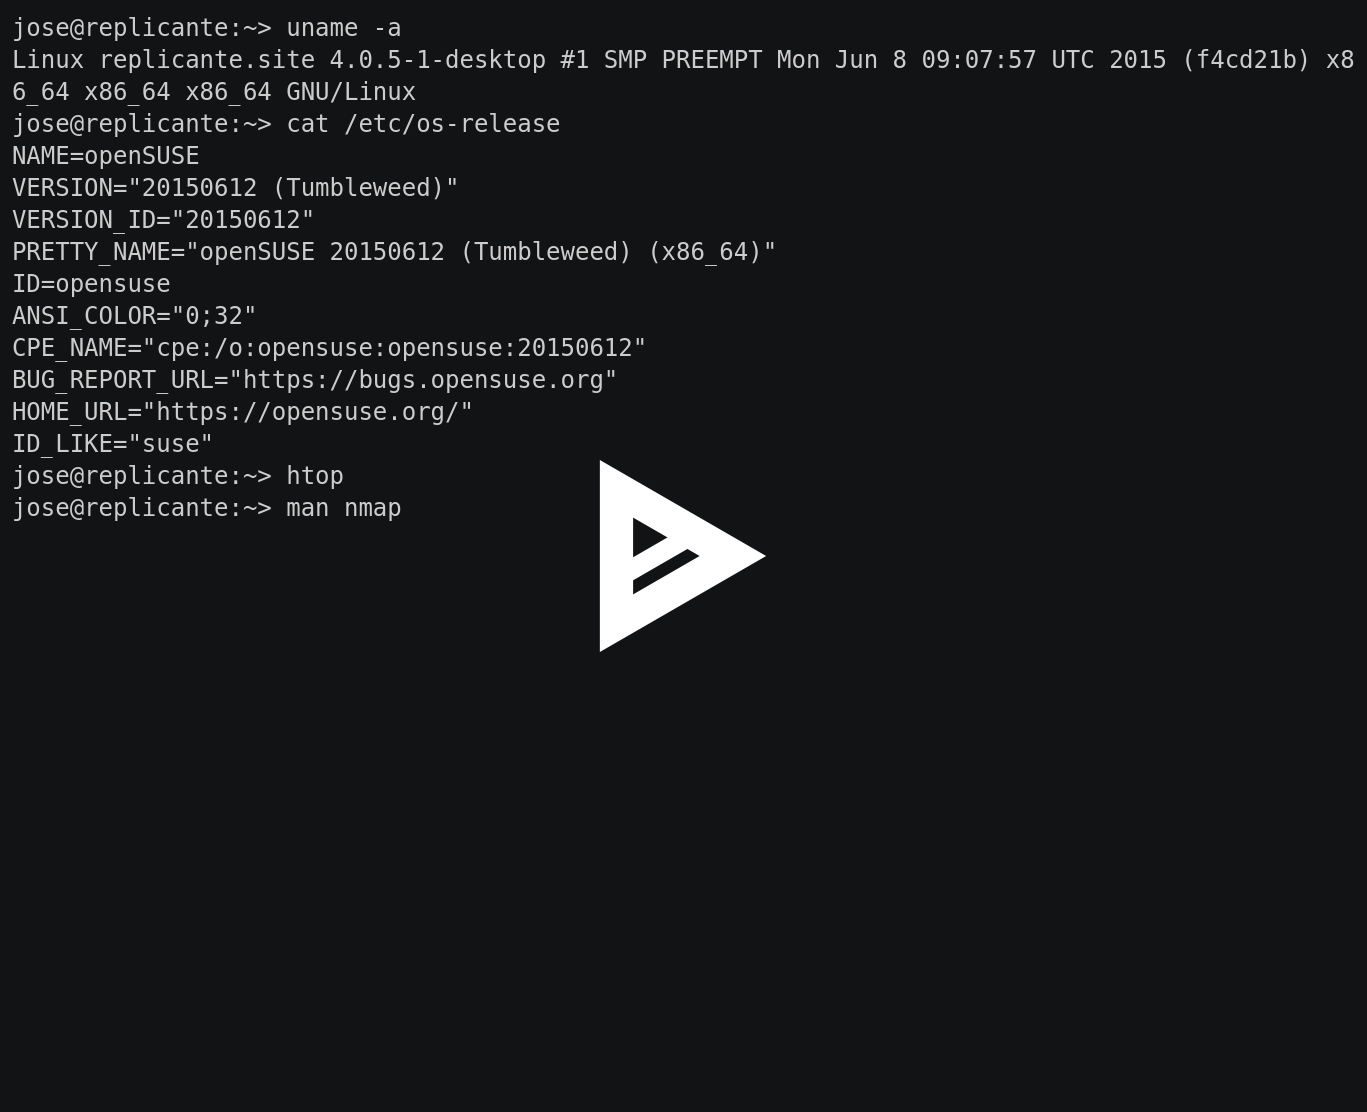 jose@replicante:~> uname -a
Linux replicante.site 4.0.5-1-desktop #1 SMP PREEMPT Mon Jun 8 09:07:57 UTC 2015 (f4cd21b) x8
6_64 x86_64 x86_64 GNU/Linux
jose@replicante:~> cat /etc/os-release
NAME=openSUSE
VERSION="20150612 (Tumbleweed)"
VERSION_ID="20150612"
PRETTY_NAME="openSUSE 20150612 (Tumbleweed) (x86_64)"
ID=opensuse
ANSI_COLOR="0;32"
CPE_NAME="cpe:/o:opensuse:opensuse:20150612"
BUG_REPORT_URL="https://bugs.opensuse.org"
HOME_URL="https://opensuse.org/"
ID_LIKE="suse"
jose@replicante:~> htop
jose@replicante:~> man nmap